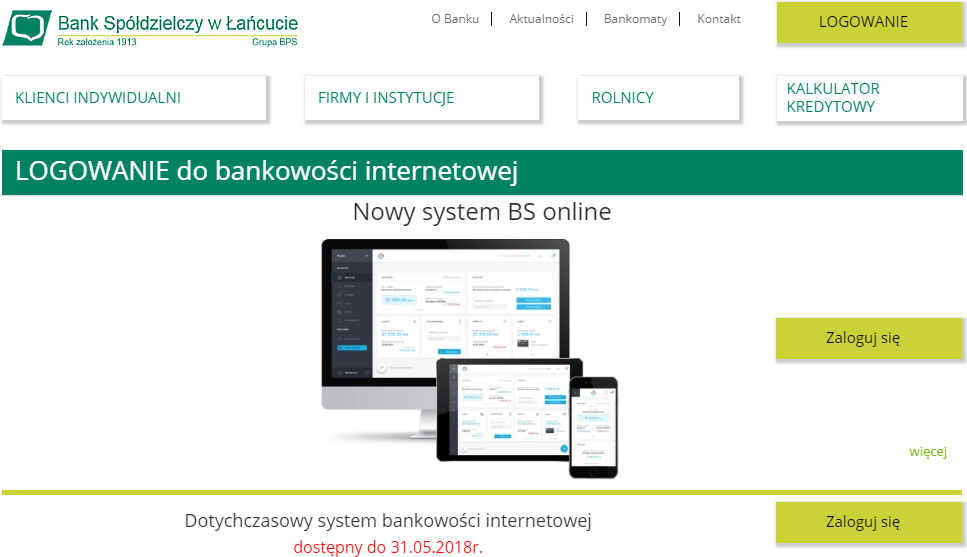 Bank Spółdzielczy w Łańcucie
Rok założenia 1913 Grupa BPS
O Banku Aktualności Bankomaty Kontakt
LOGOWANIE
KLIENCI INDYWIDUALNI
FIRMY I INSTYTUCJE
ROLNICY
KALKULATOR
KREDYTOWY
LOGOWANIE do bankowości internetowej
Nowy system BS online
Zaloguj się
więcej
Dotychczasowy system bankowości internetowej
dostępny do 31.05.2018r.
Zaloguj się